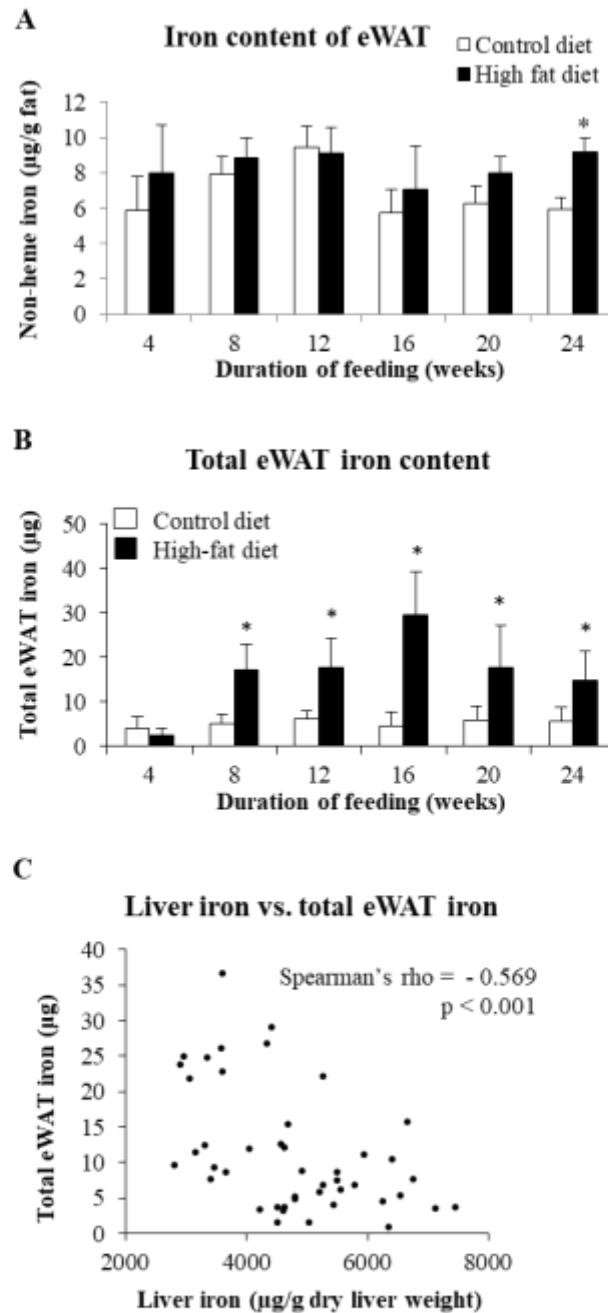 A
Iron content of eWAT
Control diet
High fat diet
Non-heme iron (µg/g fat)
12
10
8
6
4
2
0
*
4 8 12 16 20 24
Duration of feeding (weeks)
B
Total eWAT iron content
Control diet
High-fat diet
Total eWAT iron (µg)
50
40
30
20
10
0
* * * * *
4 8 12 16 20 24
Duration of feeding (weeks)
C
Liver iron vs. total eWAT iron
Spearman's rho = - 0.569
p < 0.001
Total eWAT iron (µg)
40
35
30
25
20
15
10
5
0
2000 4000 6000 8000
Liver iron (µg/g dry liver weight)